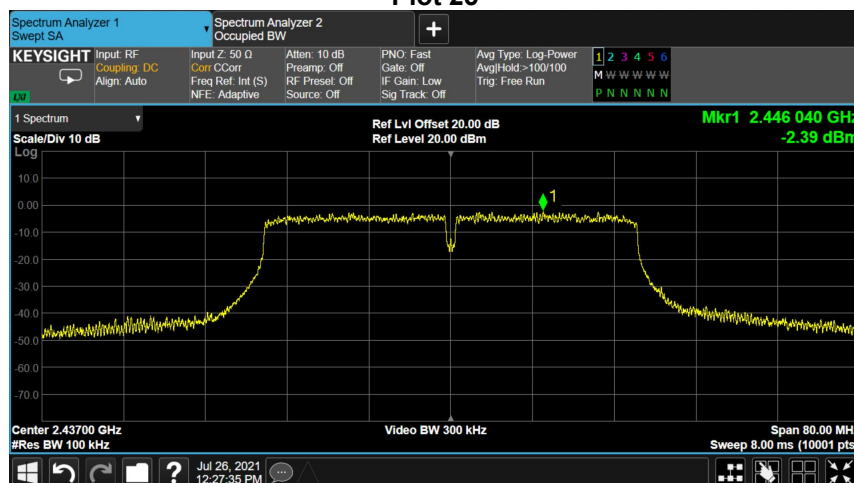 Spectrum Analyzer 1
Swept SA
Spectrum Analyzer 2
Occupied BW
+
KEYSIGHT
LXI
Input: RF
Coupling: DC
Align: Auto
Input Z: 50 Ω
Corr CCorr
Freq Ref: Int (S)
NFE: Adaptive
Atten: 10 dB
Preamp: Off
RF Presel: Off
Source: Off
PNO: Fast
Gate: Off
IF Gain: Low
Sig Track: Off
Avg Type: Log-Power
Avg|Hold:>100/100
Trig: Free Run
1 2 3 4 5 6
M W W W W W
P N N N N N
1 Spectrum
Scale/Div 10 dB
Ref Lvl Offset 20.00 dB
Ref Level 20.00 dBm
Mkr1 2.446 040 GHz
-2.39 dBm
Log
10.0
0.00
-10.0
-20.0
-30.0
-40.0
-50.0
-60.0
-70.0
1
Center 2.43700 GHz
#Res BW 100 kHz
Video BW 300 kHz
Span 80.00 MH
Sweep 8.00 ms (10001 pts
?
Jul 26, 2021
12:27:35 PM